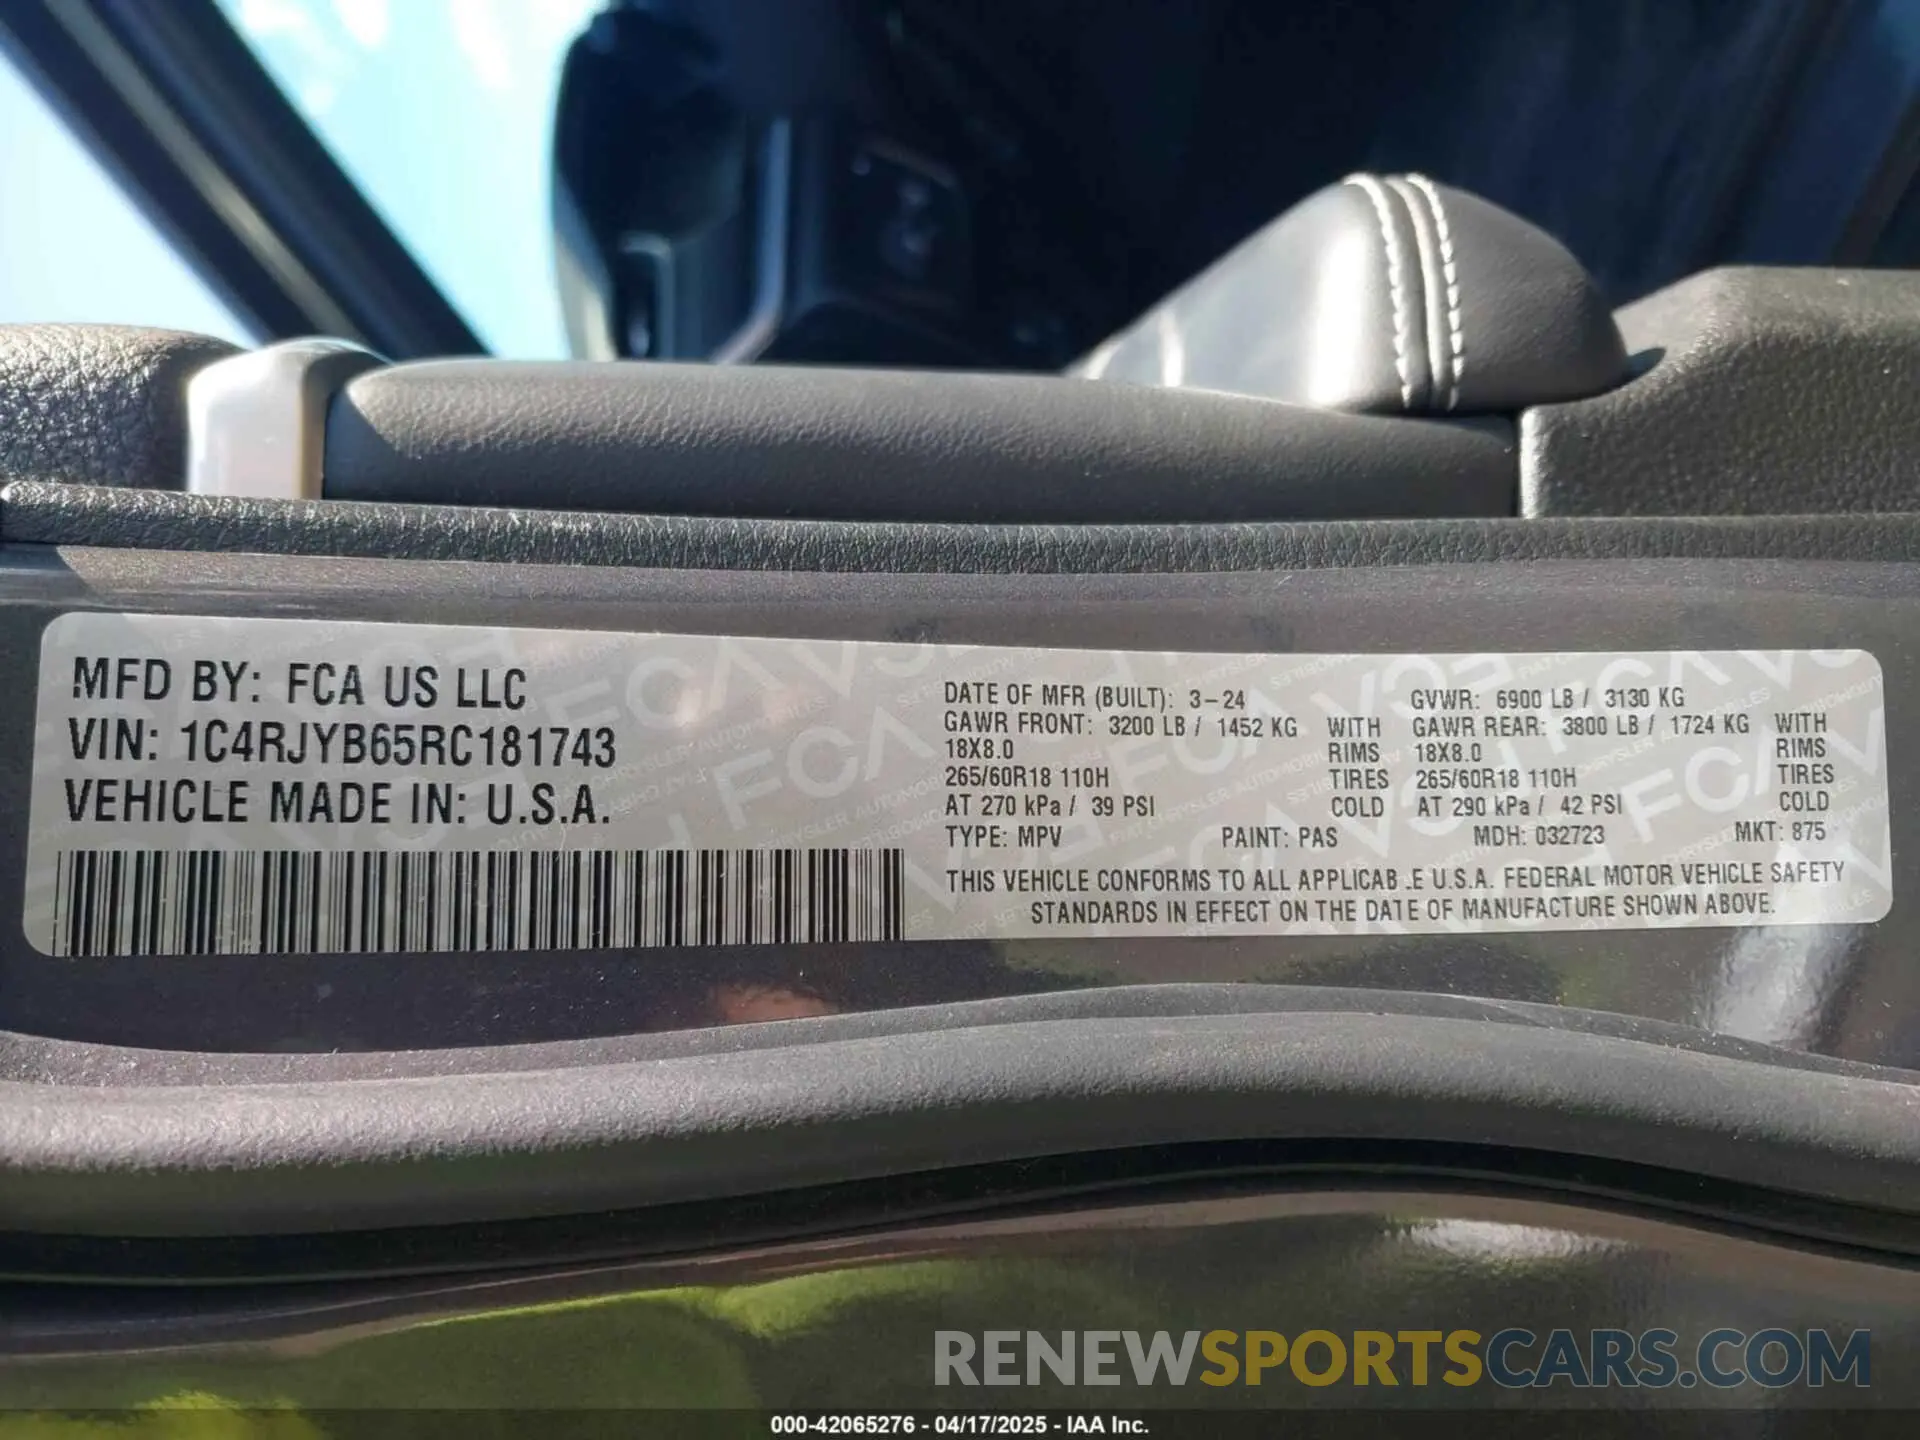 MFD BY: FCA US LLC
VIN: 1C4RJYB65RC181743
VEHICLE MADE IN: U.S.A.
DATE OF MFR (BUILT): 3-24 GVWR: 6900 LB / 3130 KG
GAWR FRONT: 3200 LB / 1452 KG WITH GAWR REAR: 3800 LB / 1724 KG WITH
18X8.0 RIMS 18X8.0 RIMS
265/60R18 110H TIRES 265/60R18 110H TIRES
AT 270 kPa / 39 PSI COLD AT 290 kPa / 42 PSI COLD
TYPE: MPV PAINT: PAS MDH: 032723 MKT: 875
THIS VEHICLE CONFORMS TO ALL APPLICAB.E U.S.A. FEDERAL MOTOR VEHICLE SAFETY
STANDARDS IN EFFECT ON THE DATE OF MANUFACTURE SHOWN ABOVE.
RENEWSPORTSCARS.COM
000-42065276 - 04/17/2025 - IAA Inc.